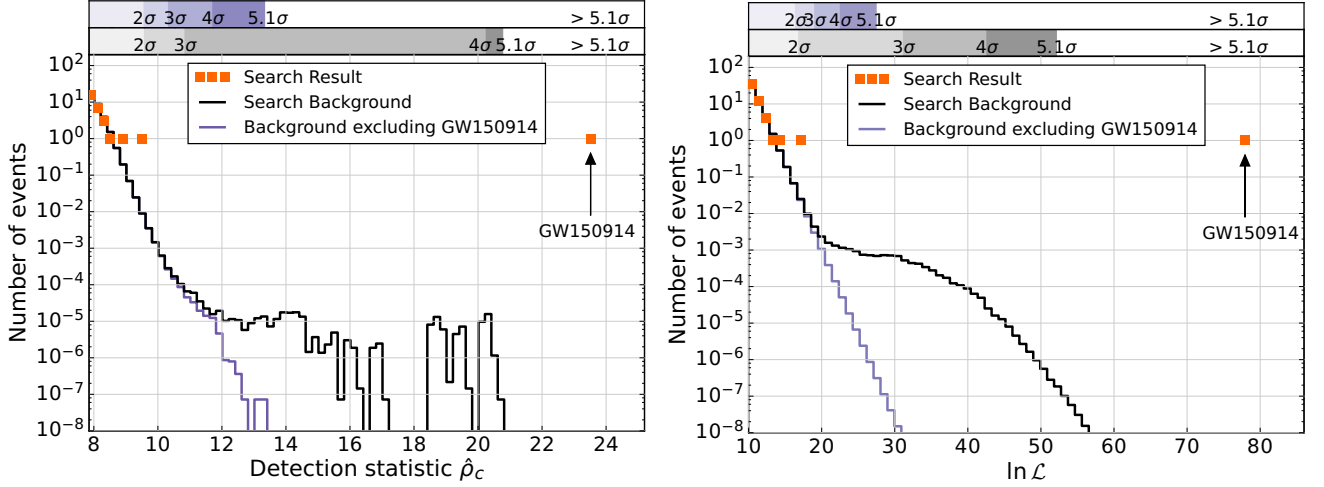 2σ 3σ 4σ 5.1σ > 5.1σ
2σ 3σ 4σ 5.1σ > 5.1σ
10² 10¹ 10⁰ 10⁻¹ 10⁻² 10⁻³ 10⁻⁴ 10⁻⁵ 10⁻⁶ 10⁻⁷ 10⁻⁸
Number of events
Search Result
Search Background
Background excluding GW150914
GW150914
8 10 12 14 16 18 20 22 24
Detection statistic ρ̂_c
2σ 3σ 4σ 5.1σ > 5.1σ
2σ 3σ 4σ 5.1σ > 5.1σ
10² 10¹ 10⁰ 10⁻¹ 10⁻² 10⁻³ 10⁻⁴ 10⁻⁵ 10⁻⁶ 10⁻⁷ 10⁻⁸
Number of events
Search Result
Search Background
Background excluding GW150914
GW150914
10 20 30 40 50 60 70 80
ln ℒ